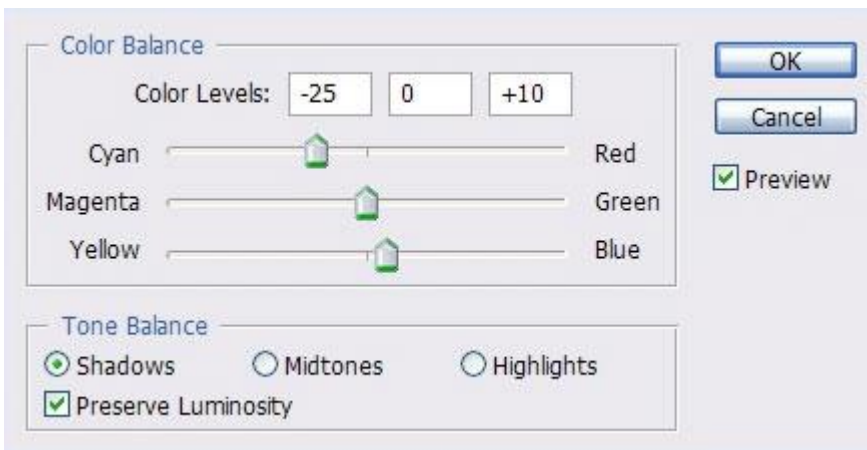 Color Balance
Color Levels: -25 0 +10
Cyan Red
Magenta Green
Yellow Blue
Tone Balance
Shadows Midtones Highlights
Preserve Luminosity
OK
Cancel
Preview